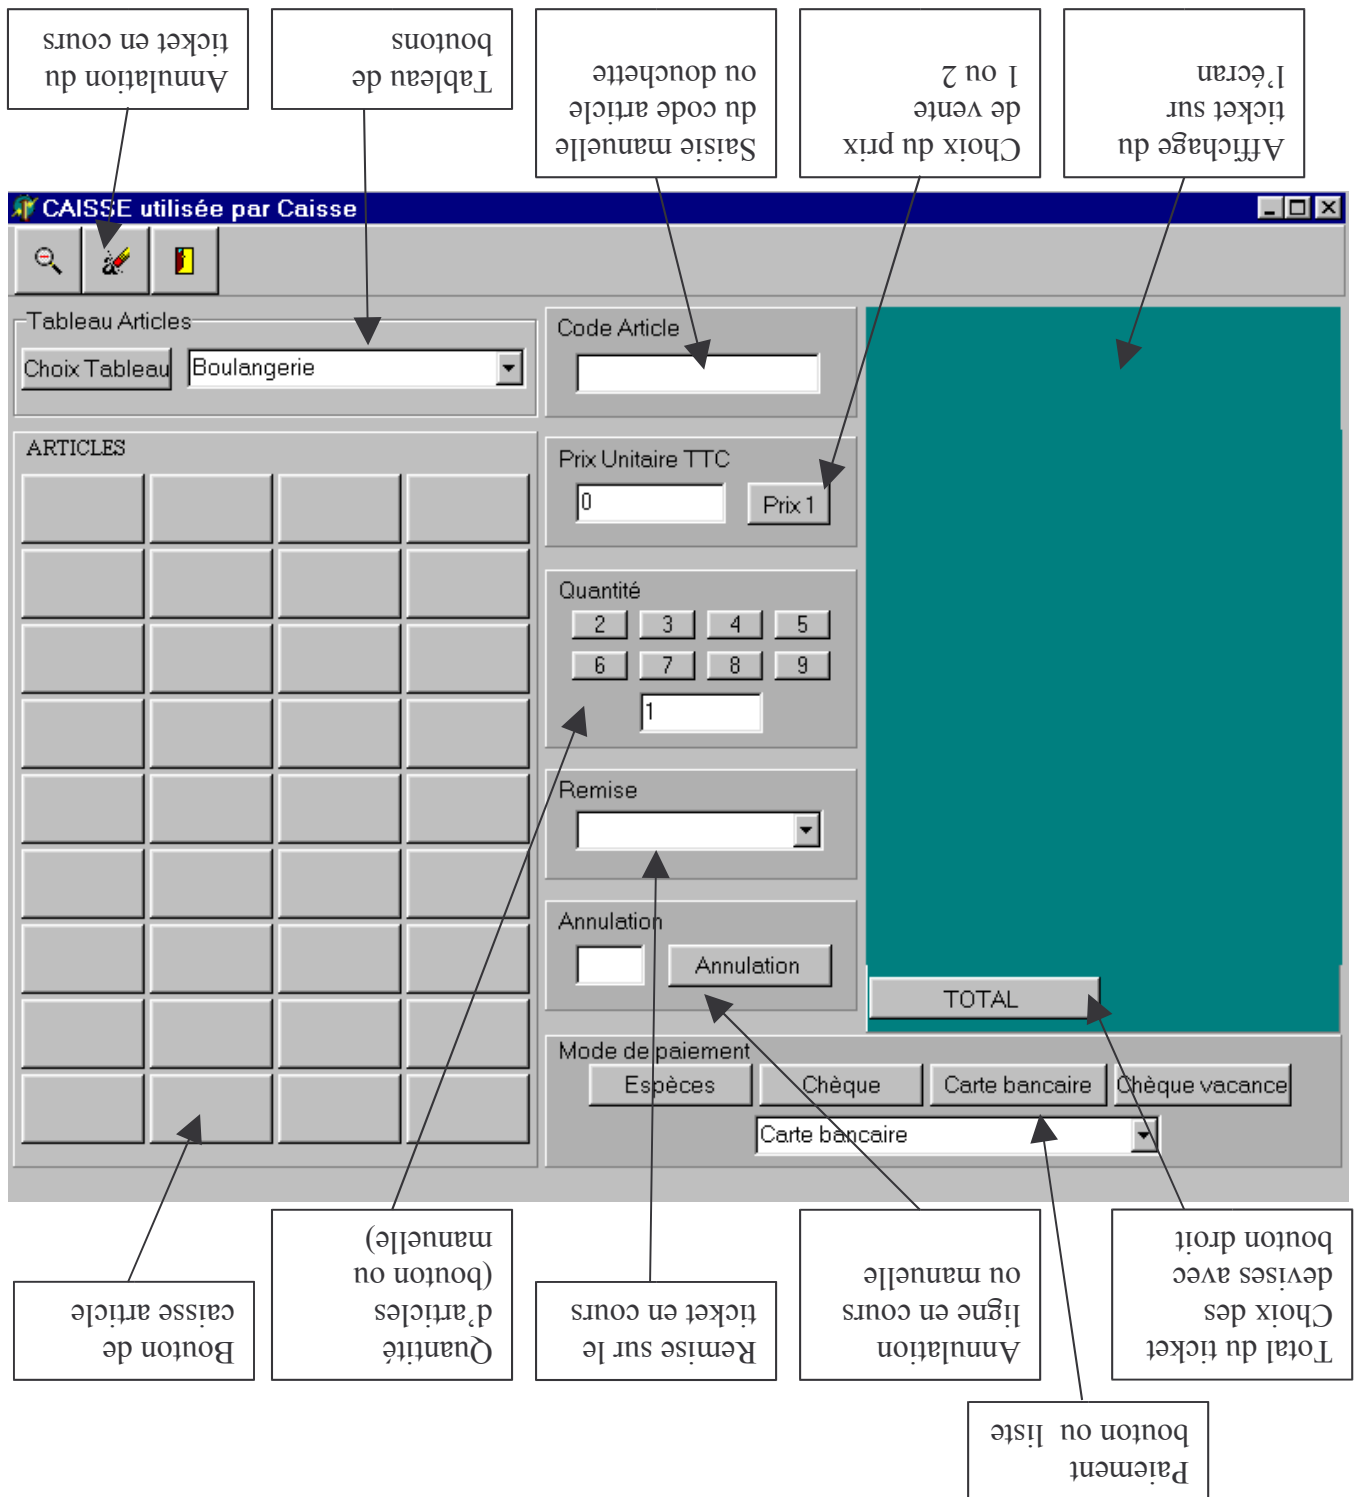 Annulation du
ticket en cours
Tableau de
boutons
Saisie manuelle
du code article
ou douchette
Choix du prix
de vente
1 ou 2
Affichage du
ticket sur
l’écran
CAISSE utilisée par Caisse
Tableau Articles
Choix Tableau
Boulangerie
Code Article
ARTICLES
Prix Unitaire TTC
0
Prix 1
Quantité
2 3 4 5
6 7 8 9
1
Remise
Annulation
Annulation
TOTAL
Mode de paiement
Espèces
Chèque
Carte bancaire
Chèque vacance
Carte bancaire
Bouton de
caisse article
Quantité
d’articles
(bouton ou
manuelle)
Remise sur le
ticket en cours
Annulation
ligne en cours
ou manuelle
Total du ticket
Choix des
devises avec
bouton droit
Paiement
bouton ou liste